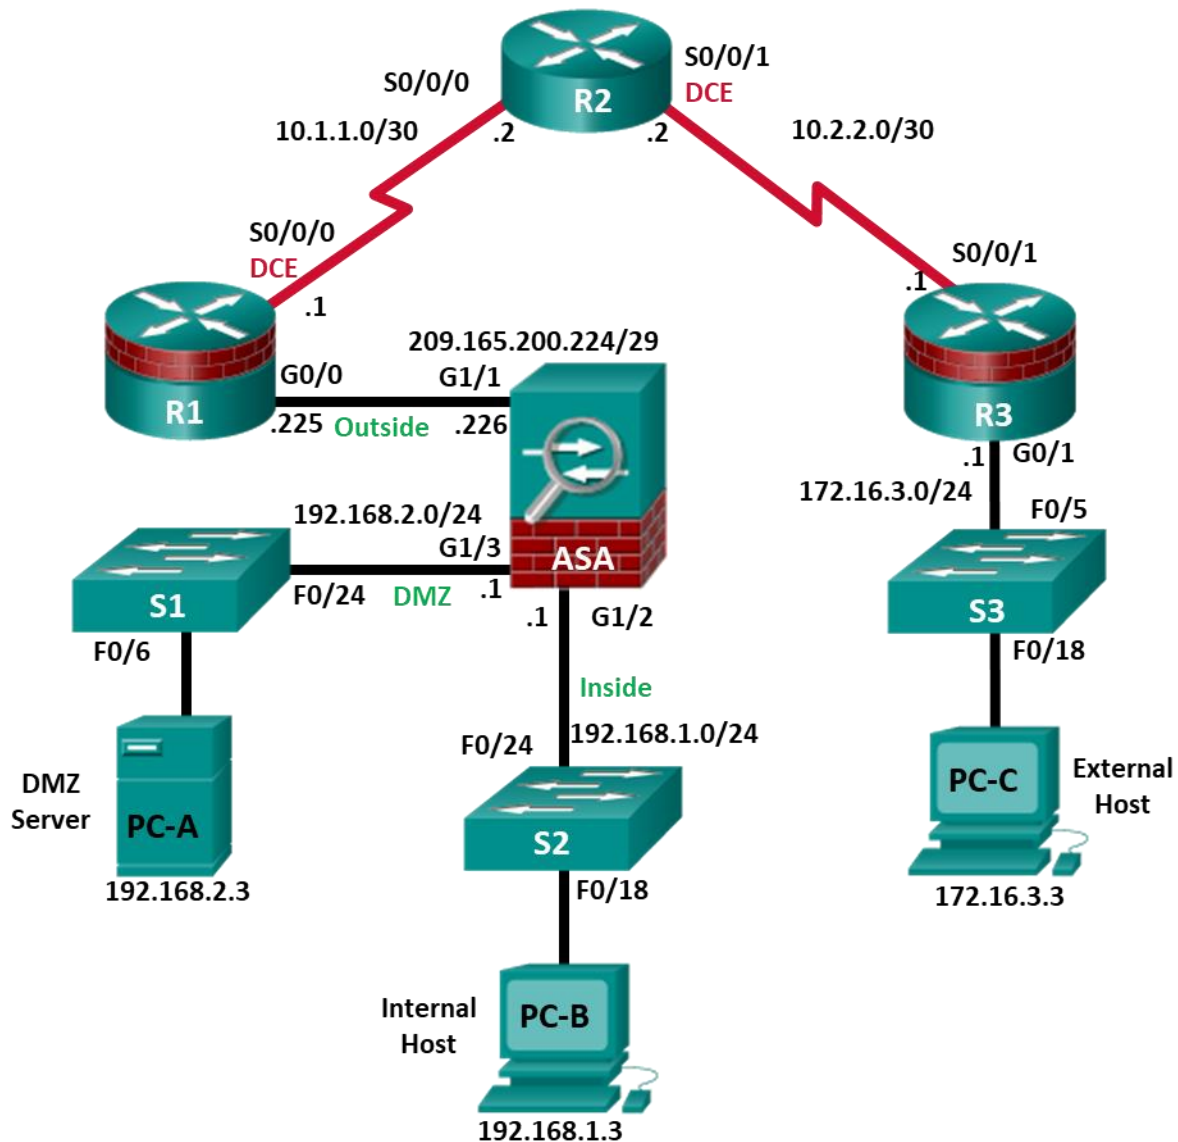 S0/0/0
R2
S0/0/1
DCE
10.1.1.0/30
.2
.2
10.2.2.0/30
S0/0/0
DCE
.1
S0/0/1
.1
209.165.200.224/29
G0/0
G1/1
R1
.225
Outside
.226
R3
.1
G0/1
172.16.3.0/24
F0/5
192.168.2.0/24
G1/3
ASA
S1
F0/24
DMZ
.1
.1
G1/2
S3
F0/6
F0/18
Inside
192.168.1.0/24
F0/24
DMZ
Server
PC-A
192.168.2.3
PC-C
External
Host
172.16.3.3
S2
F0/18
Internal
Host
PC-B
192.168.1.3